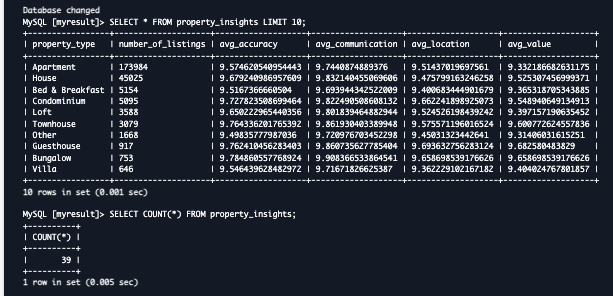 Database changed
MySQL [myresult]> SELECT * FROM property_insights LIMIT 10;
+-----------------+--------------------+-------------------+-------------------+-------------------+-------------------+
| property_type | number_of_listings | avg_accuracy | avg_communication | avg_location | avg_value |
+-----------------+--------------------+-------------------+-------------------+-------------------+-------------------+
| Apartment | 173984 | 9.574620540954443 | 9.7440874889376 | 9.51437019697561 | 9.332186682631175 |
| House | 45025 | 9.679240986957609 | 9.832140455069606 | 9.475799163246258 | 9.525307456999371 |
| Bed & Breakfast | 5154 | 9.5167366660504 | 9.693944342522009 | 9.400683444901679 | 9.365318705343885 |
| Condominium | 5095 | 9.727823508699464 | 9.822490508608132 | 9.662241898925073 | 9.548940649134913 |
| Loft | 3588 | 9.650222965440356 | 9.801839464882944 | 9.524526198439242 | 9.397157190635452 |
| Townhouse | 3079 | 9.764336201765392 | 9.861930403389948 | 9.575571196016524 | 9.600772624557836 |
| Other | 1668 | 9.49835777987036 | 9.720976703452298 | 9.45031323442641 | 9.31406031615251 |
| Guesthouse | 917 | 9.762410456283403 | 9.860735627785404 | 9.693632756283124 | 9.682580483829 |
| Bungalow | 753 | 9.784860557768924 | 9.908366533864541 | 9.658698539176626 | 9.658698539176626 |
| Villa | 646 | 9.546439628482972 | 9.71671826625387 | 9.362229102167182 | 9.404024767801857 |
+-----------------+--------------------+-------------------+-------------------+-------------------+-------------------+
10 rows in set (0.001 sec)
MySQL [myresult]> SELECT COUNT(*) FROM property_insights;
+----------+
| COUNT(*) |
+----------+
| 39 |
+----------+
1 row in set (0.005 sec)